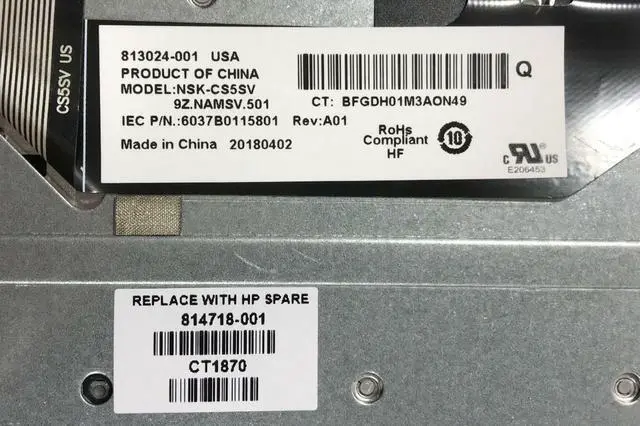 CS5SV US
813024-001 USA
PRODUCT OF CHINA
MODEL:NSK-CS5SV
9Z.NAMSV.501
IEC P/N.:6037B0115801 Rev:A01
Made in China 20180402
Q
CT: BFGDH01M3AON49
RoHs
Compliant
HF
10
c RU US
E206453
REPLACE WITH HP SPARE
814718-001
CT1870